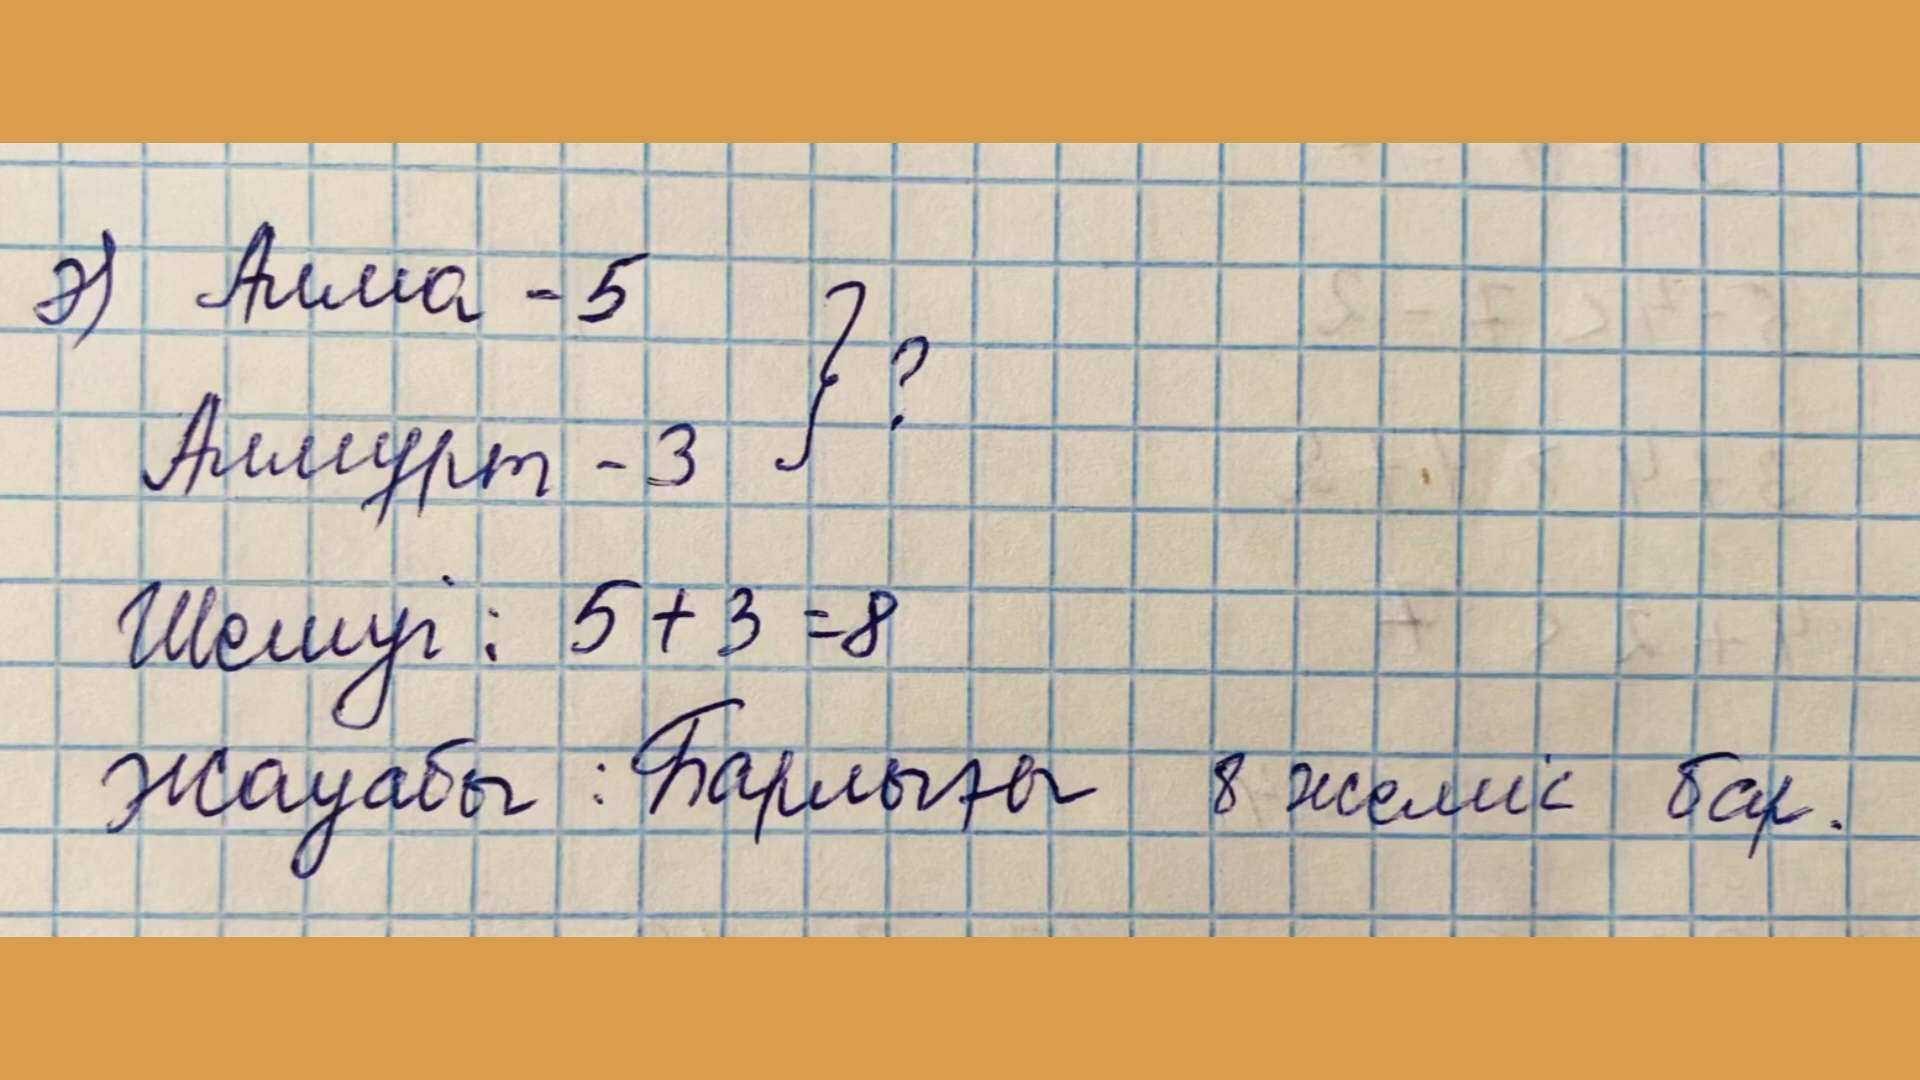 ә) Алма - 5
} ?
Алмұрт - 3
Шешуі: 5 + 3 = 8
Жауабы: Барлығы 8 жеміс бар.